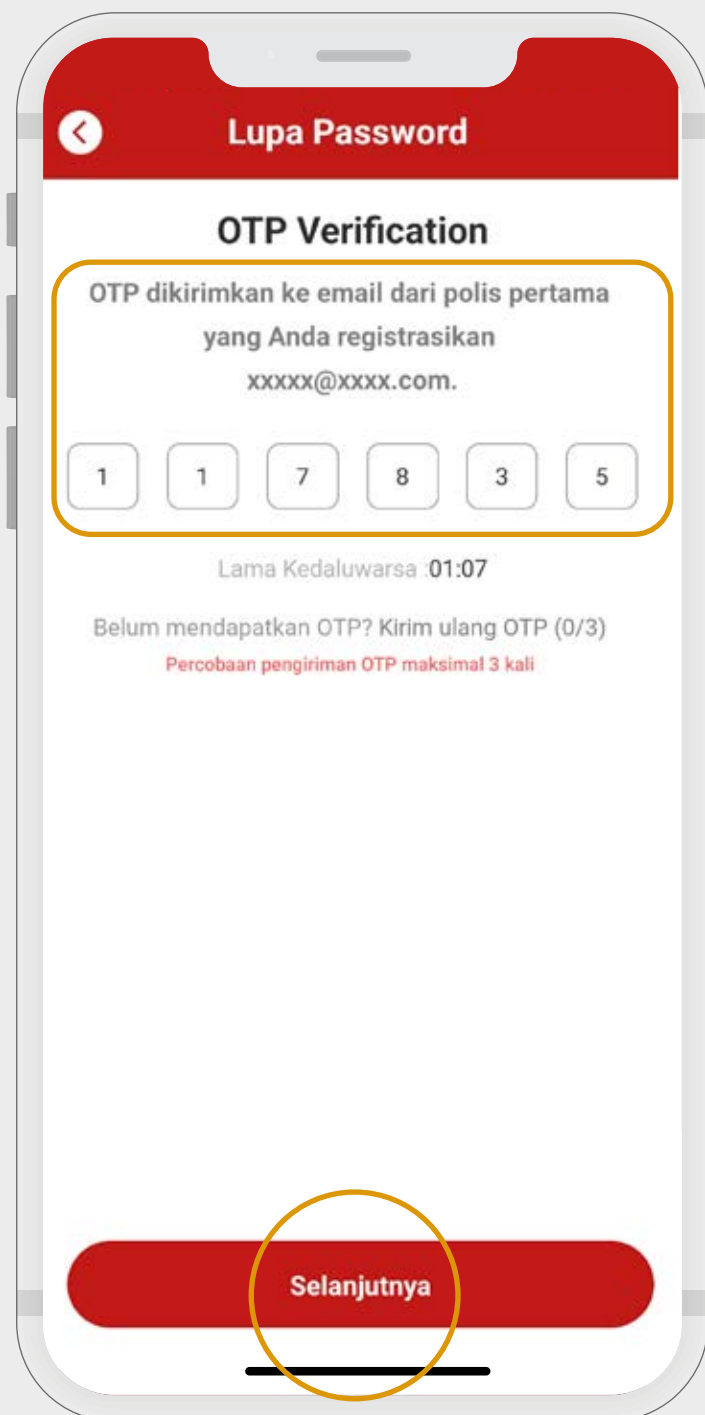 Lupa Password
OTP Verification
OTP dikirimkan ke email dari polis pertama
yang Anda registrasikan
xxxxx@xxxx.com.
1 1 7 8 3 5
Lama Kedaluwarsa :01:07
Belum mendapatkan OTP? Kirim ulang OTP (0/3)
Percobaan pengiriman OTP maksimal 3 kali
Selanjutnya